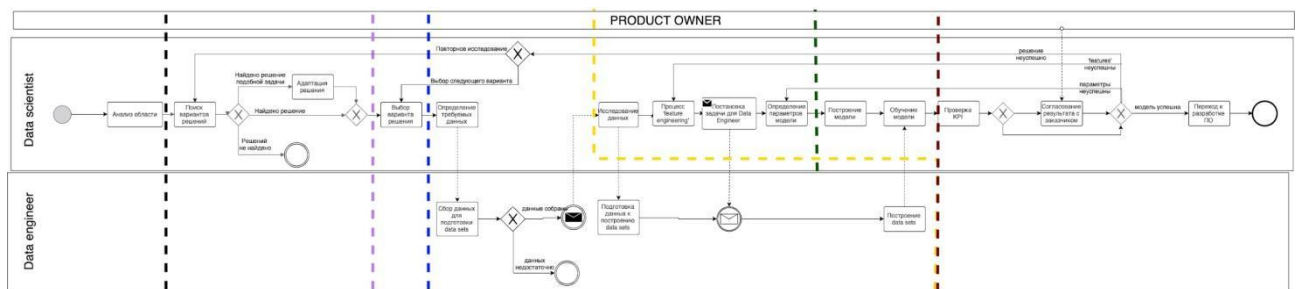 PRODUCT OWNER
Data scientist
Анализ области
Поиск
вариантов
решений
Найдено решение
подобной задачи
Адаптация
решения
Найдено решение
Решений
не найдено
Повторное исследование
Выбор следующего варианта
Выбор
варианта
решения
Определение
требуемых
данных
Исследование
данных
Процесс
'feature
engineering'
Постановка
задачи для Data
Engineer
Определение
параметров
модели
Построение
модели
Обучение
модели
Проверка
KPI
Согласование
результата с
заказчиком
решение
неуспешно
'features'
неуспешны
параметры
неуспешны
модель успешна
Переход к
разработке
ПО
Data engineer
Сбор данных
для
подготовки
data sets
данные собраны
данных
недостаточно
Подготовка
данных к
построению
data sets
Построение
data sets